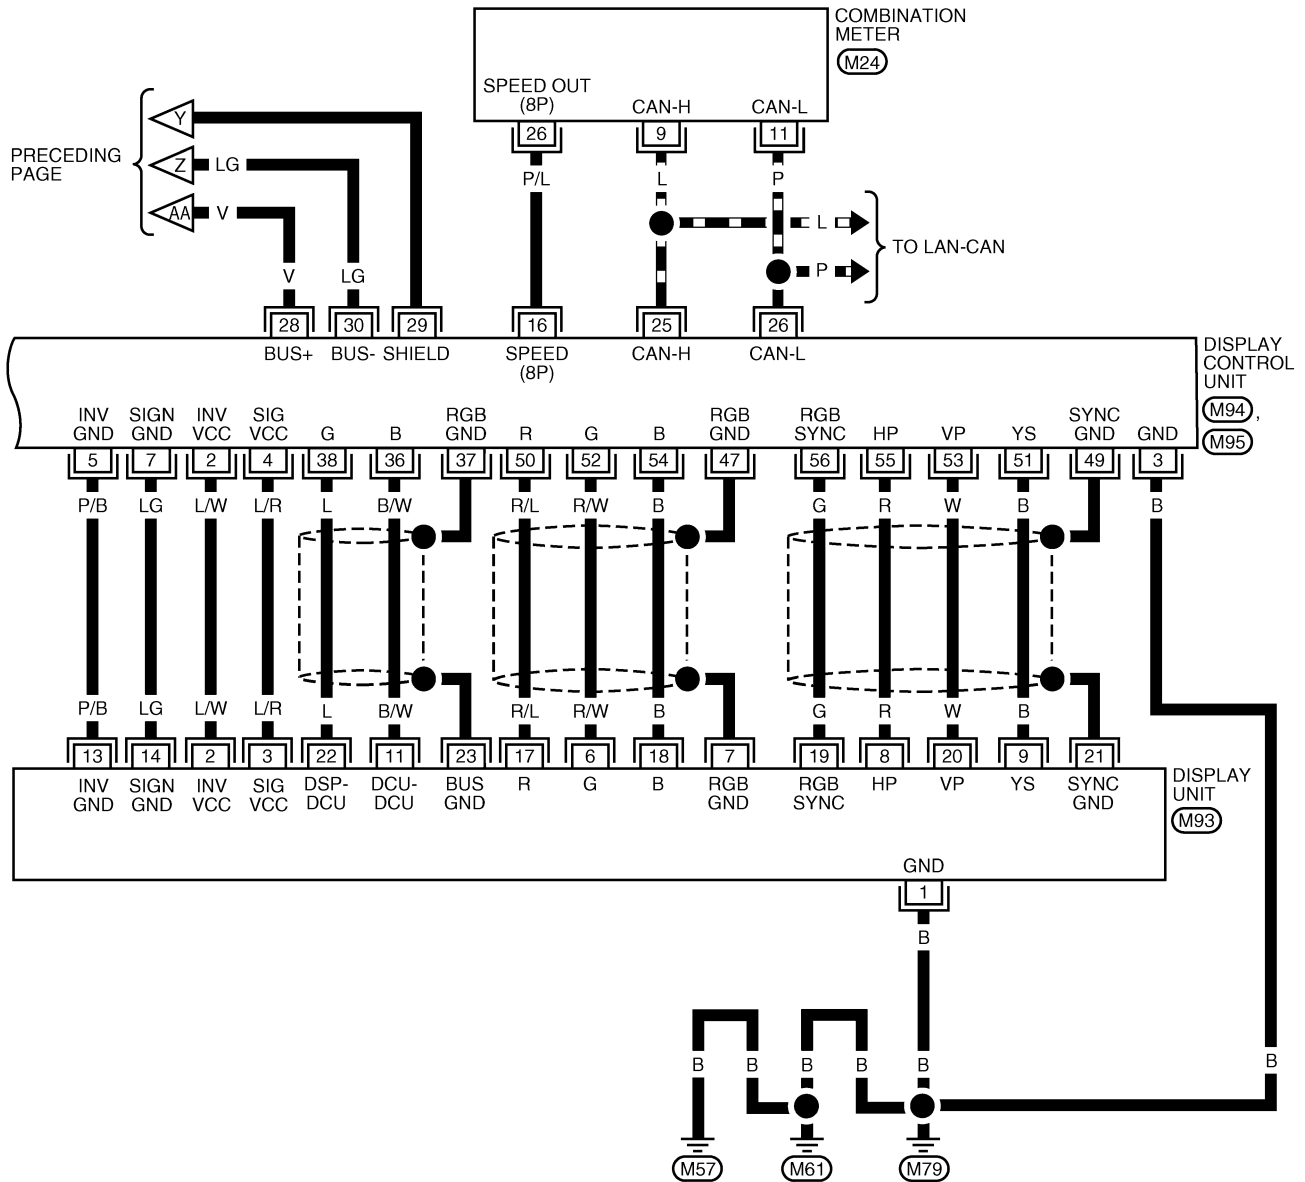 COMBINATION
METER
M24
SPEED OUT
(8P)
CAN-H
CAN-L
26
9
11
PRECEDING
PAGE
Y
Z
LG
AA
V
P/L
L
P
L
P
TO LAN-CAN
V
LG
28
30
29
16
25
26
BUS+
BUS-
SHIELD
SPEED
(8P)
CAN-H
CAN-L
DISPLAY
CONTROL
UNIT
M94 ,
M95
INV
GND
SIGN
GND
INV
VCC
SIG
VCC
G
B
RGB
GND
R
G
B
RGB
GND
RGB
SYNC
HP
VP
YS
SYNC
GND
GND
5
7
2
4
38
36
37
50
52
54
47
56
55
53
51
49
3
P/B
LG
L/W
L/R
L
B/W
R/L
R/W
B
G
R
W
B
B
P/B
LG
L/W
L/R
L
B/W
R/L
R/W
B
G
R
W
B
13
14
2
3
22
11
23
17
6
18
7
19
8
20
9
21
INV
GND
SIGN
GND
INV
VCC
SIG
VCC
DSP-
DCU
DCU-
DCU
BUS
GND
R
G
B
RGB
GND
RGB
SYNC
HP
VP
YS
SYNC
GND
DISPLAY
UNIT
M93
GND
1
B
B
B
B
B
B
B
M57
M61
M79